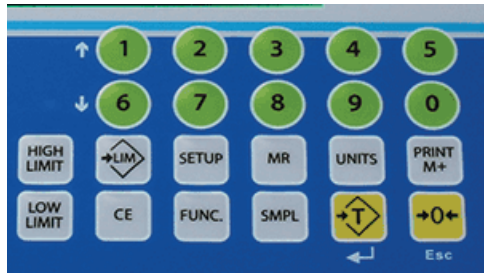 ↑ 1 2 3 4 5
↓ 6 7 8 9 0
HIGH LIMIT →LIM SETUP MR UNITS PRINT M+
LOW LIMIT CE FUNC. SMPL →T →0←
↵ Esc